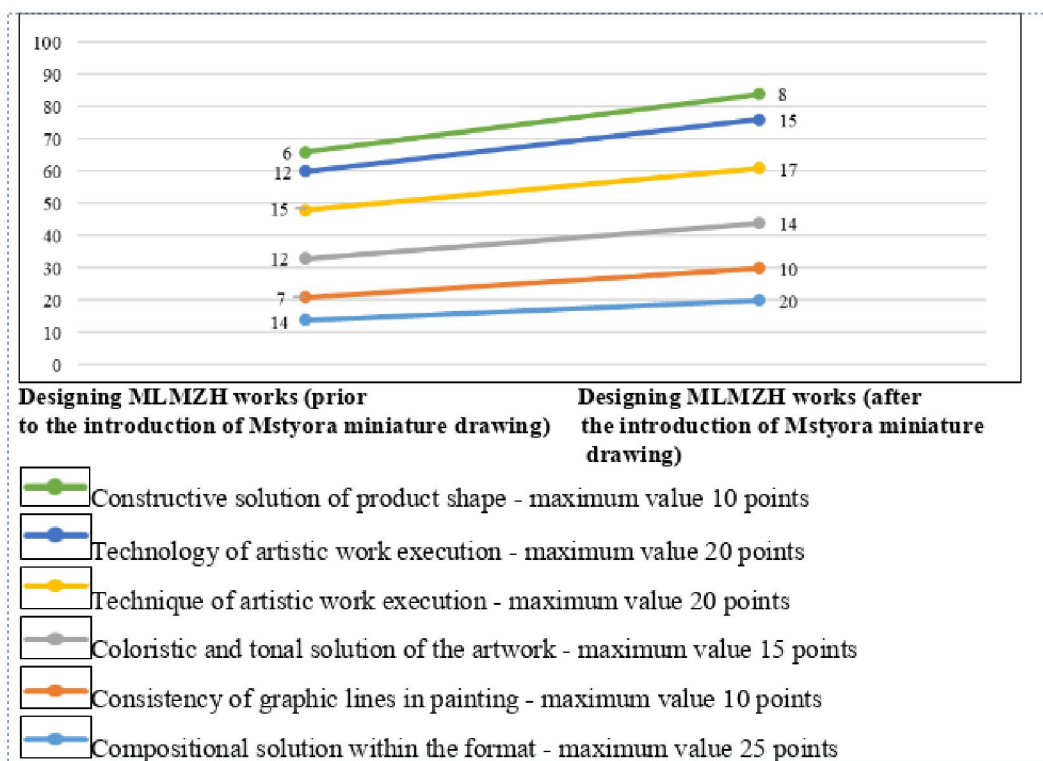 100
90
80
70
60
50
40
30
20
10
0
6
12
15
12
7
14
8
15
17
14
10
20
Designing MLMZH works (prior
to the introduction of Mstyora miniature drawing)
Designing MLMZH works (after
the introduction of Mstyora miniature
drawing)
Constructive solution of product shape - maximum value 10 points
Technology of artistic work execution - maximum value 20 points
Technique of artistic work execution - maximum value 20 points
Coloristic and tonal solution of the artwork - maximum value 15 points
Consistency of graphic lines in painting - maximum value 10 points
Compositional solution within the format - maximum value 25 points